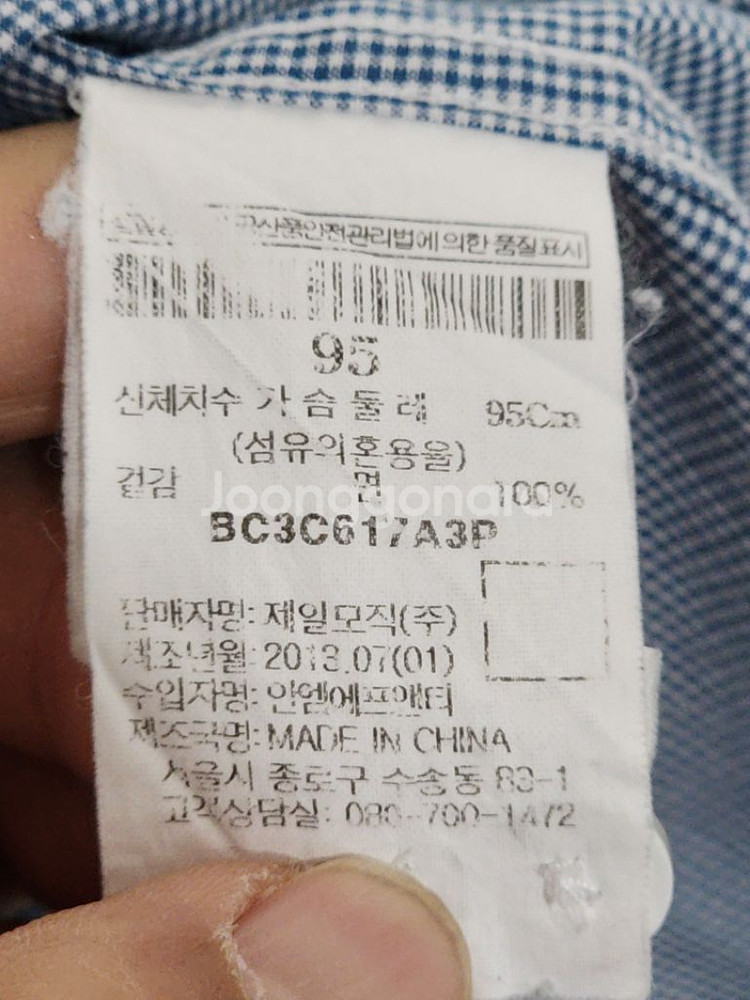 공산품안전관리법에 의한 품질표시
95
신체치수 가 슴 둘 레 95Cm
(섬유의혼용율)
겉감 면 100%
Joonggonara
BC3C617A3P
판매자명: 제일모직(주)
제조년월: 2013.07(01)
수입자명: 안엠에프앤티
제조국명: MADE IN CHINA
서울시 종로구 수송동 83-1
고객상담실: 080-700-1472